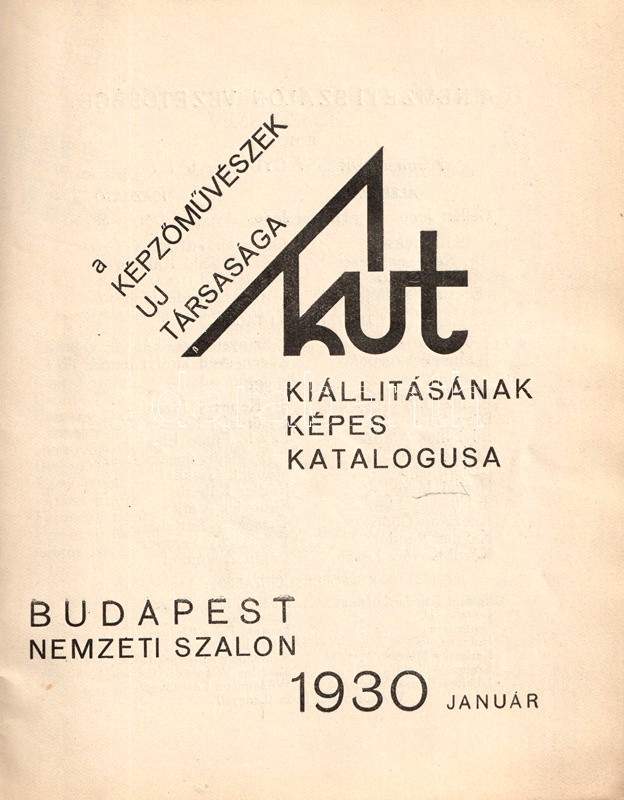 a
KÉPZŐMŰVÉSZEK
UJ
TÁRSASÁGA
kut
KIÁLLITÁSÁNAK
KÉPES
KATALOGUSA
BUDAPEST
NEMZETI SZALON
1930 JANUÁR